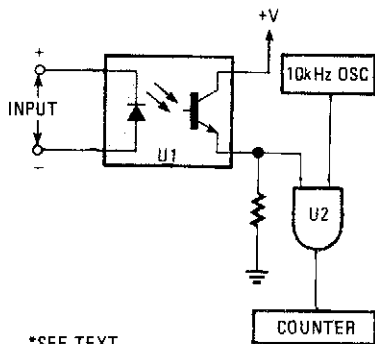 +V
10kHz OSC
+
INPUT
−
U1
U2
COUNTER
*SEE TEXT